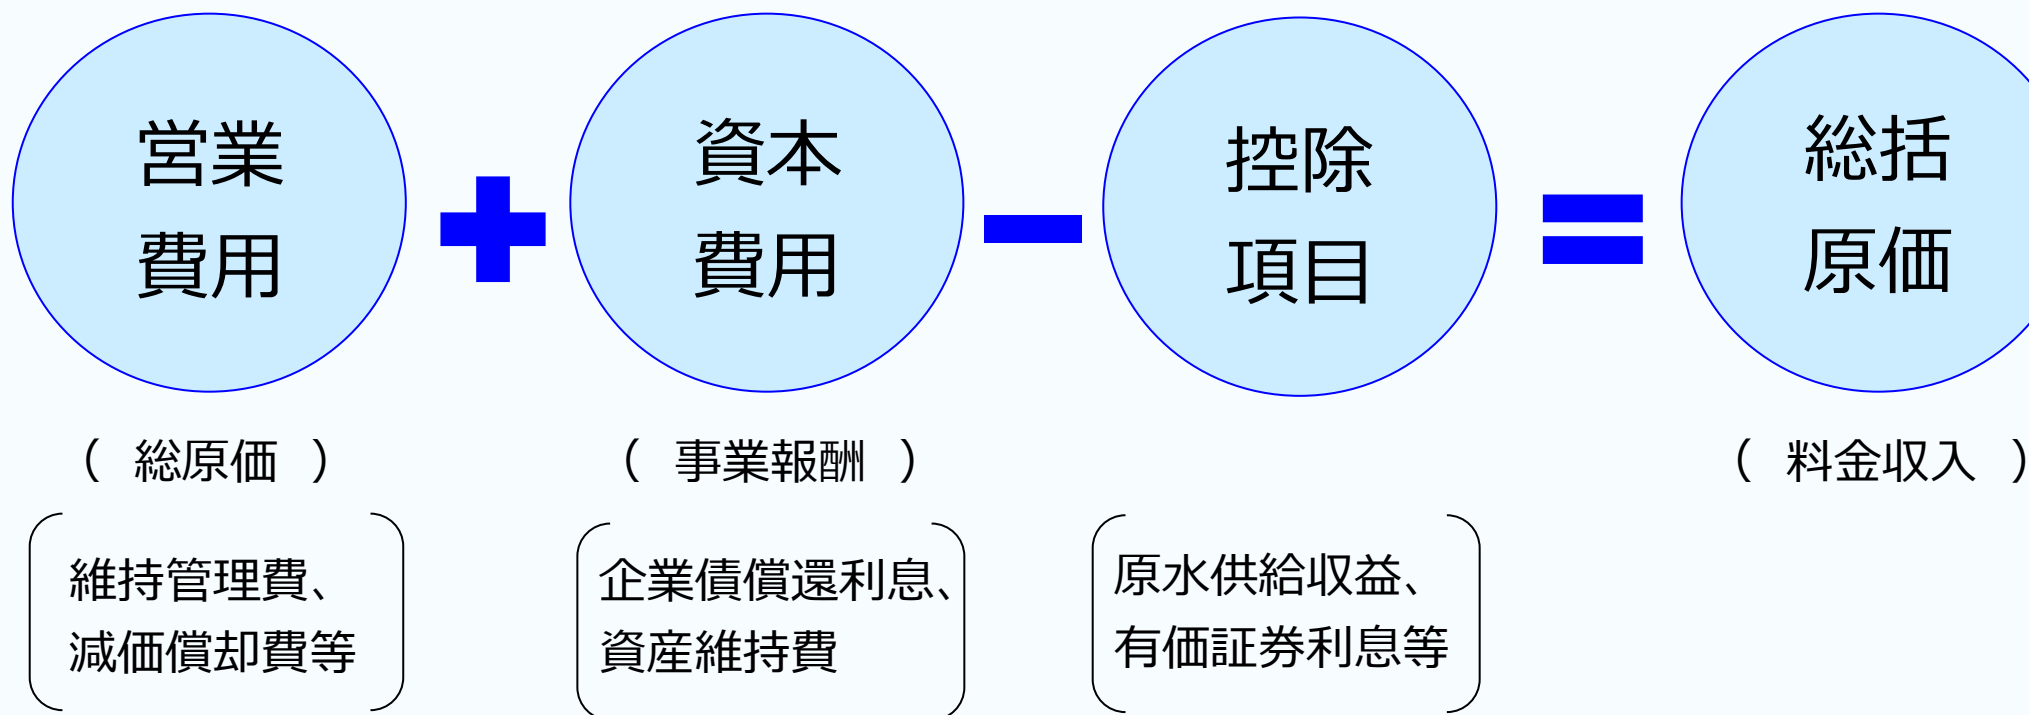 営業
費用
資本
費用
控除
項目
総括
原価
( 総原価 )
( 事業報酬 )
( 料金収入 )
維持管理費、
減価償却費等
企業債償還利息、
資産維持費
原水供給収益、
有価証券利息等